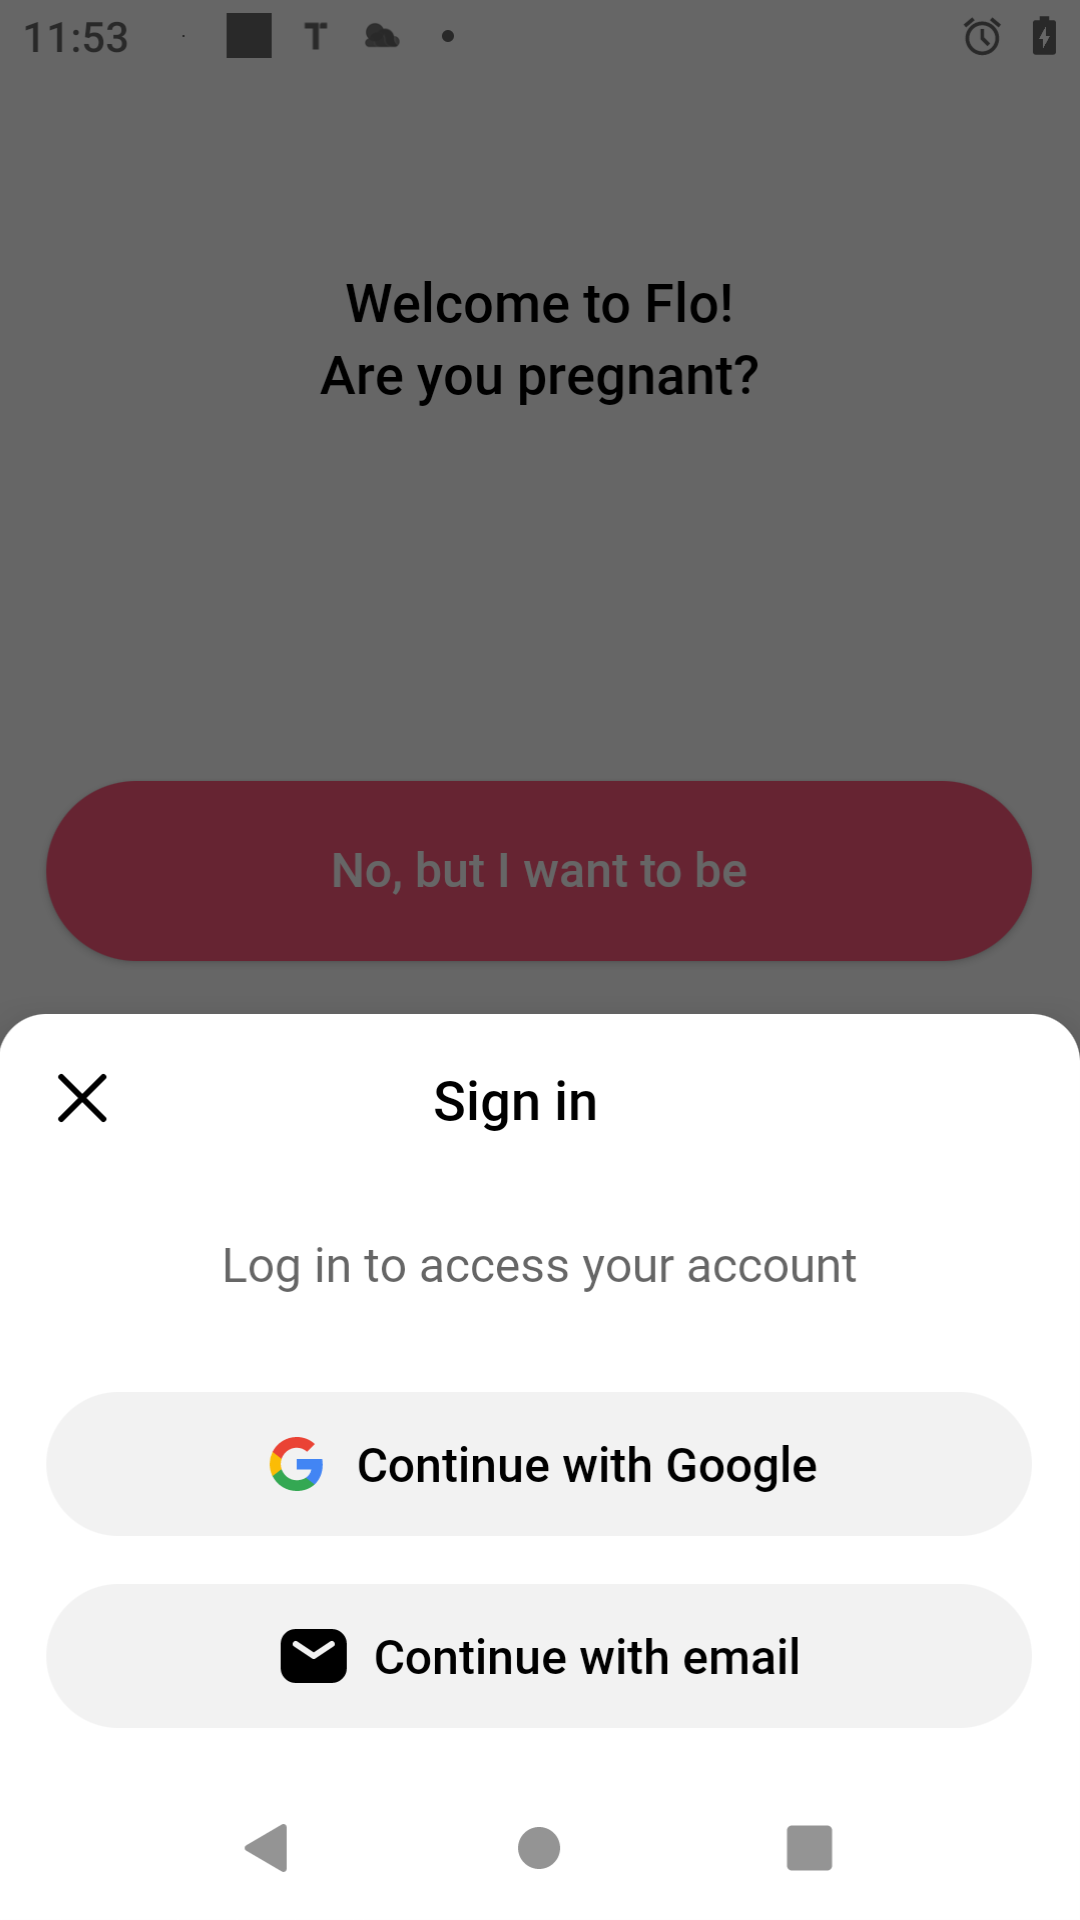 11:53
Welcome to Flo!
Are you pregnant?
No, but I want to be
Sign in
Log in to access your account
Continue with Google
Continue with email